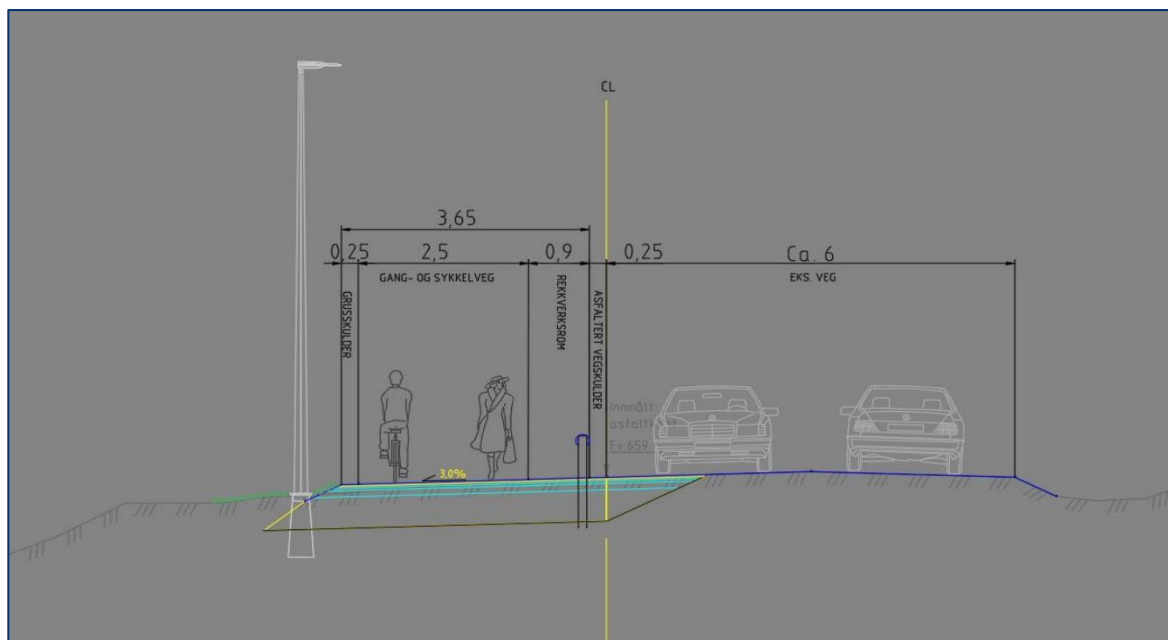 CL
3,65
0,25
2,5
0,9
0,25
Ca. 6
GANG- OG SYKKELVEG
EKS. VEG
GRUSSKULDER
REKKVERKSROM
ASFALTERT VEGSKULDER
Innmålt
Fv.659
3,0%